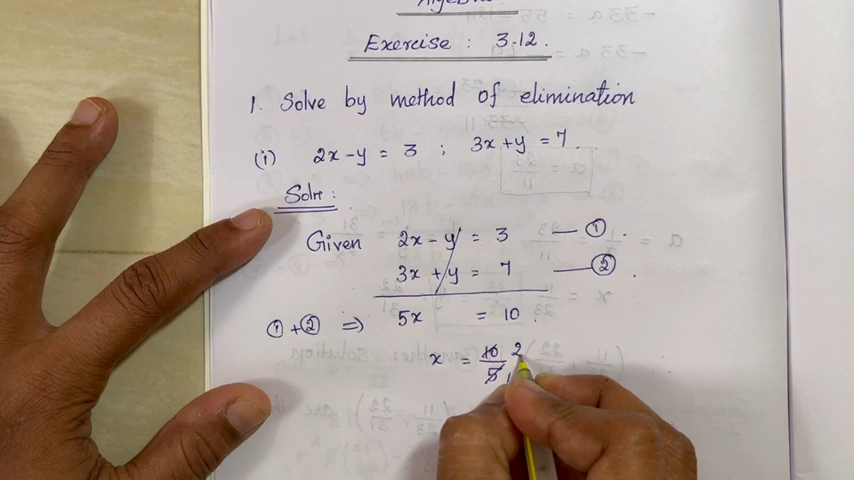 Exercise : 3.12.
1. Solve by method of elimination
(i) 2x - y = 3 ; 3x + y = 7.
Soln :
Given 2x - y = 3 — ①.
3x + y = 7 — ②.
① + ② ⇒ 5x = 10.
x = 10/5 2 1